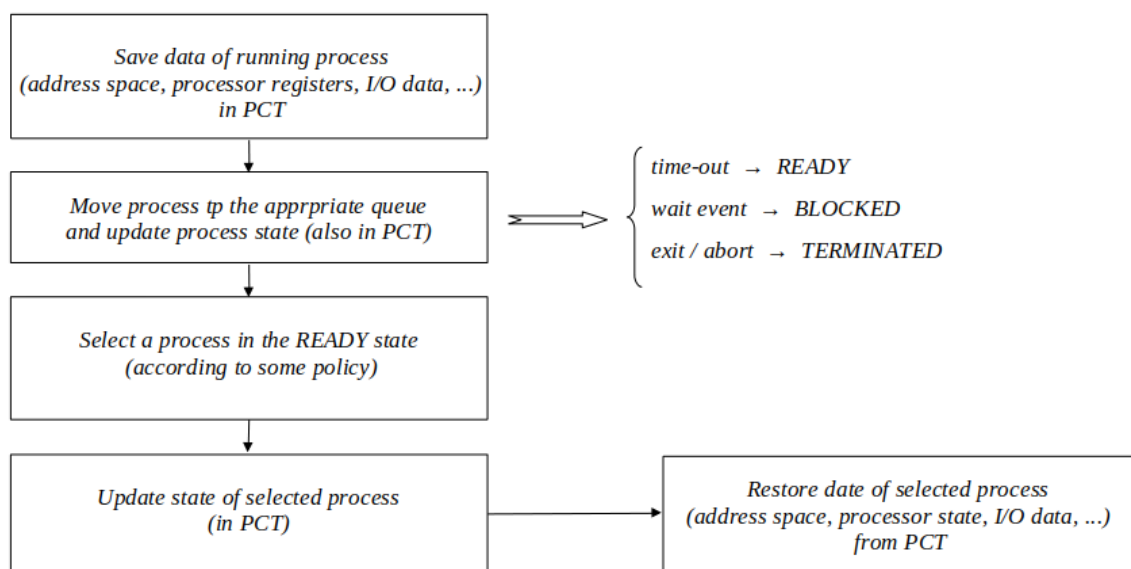 Save data of running process
(address space, processor registers, I/O data, ...)
in PCT
Move process tp the apprpriate queue
and update process state (also in PCT)
time-out → READY
wait event → BLOCKED
exit / abort → TERMINATED
Select a process in the READY state
(according to some policy)
Update state of selected process
(in PCT)
Restore date of selected process
(address space, processor state, I/O data, ...)
from PCT